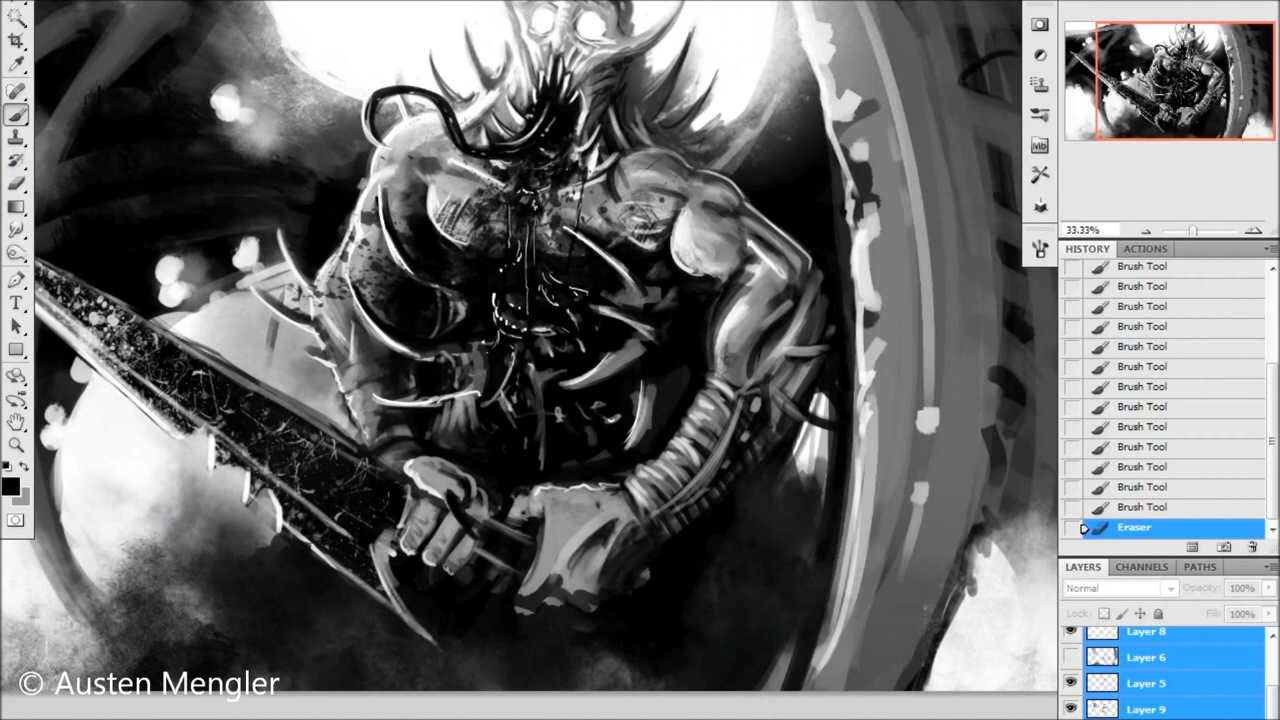 33.33%
HISTORY ACTIONS
Brush Tool
Brush Tool
Brush Tool
Brush Tool
Brush Tool
Brush Tool
Brush Tool
Brush Tool
Brush Tool
Brush Tool
Brush Tool
Brush Tool
Brush Tool
Eraser
LAYERS CHANNELS PATHS
Normal Opacity: 100%
Lock: Fill: 100%
Layer 8
Layer 6
Layer 5
Layer 9
T
Mb
© Austen Mengler